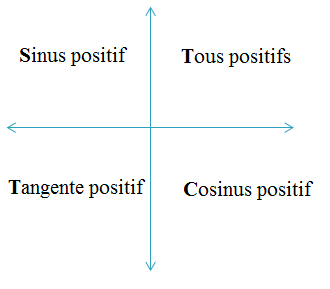 Sinus positif
Tous positifs
Tangente positif
Cosinus positif